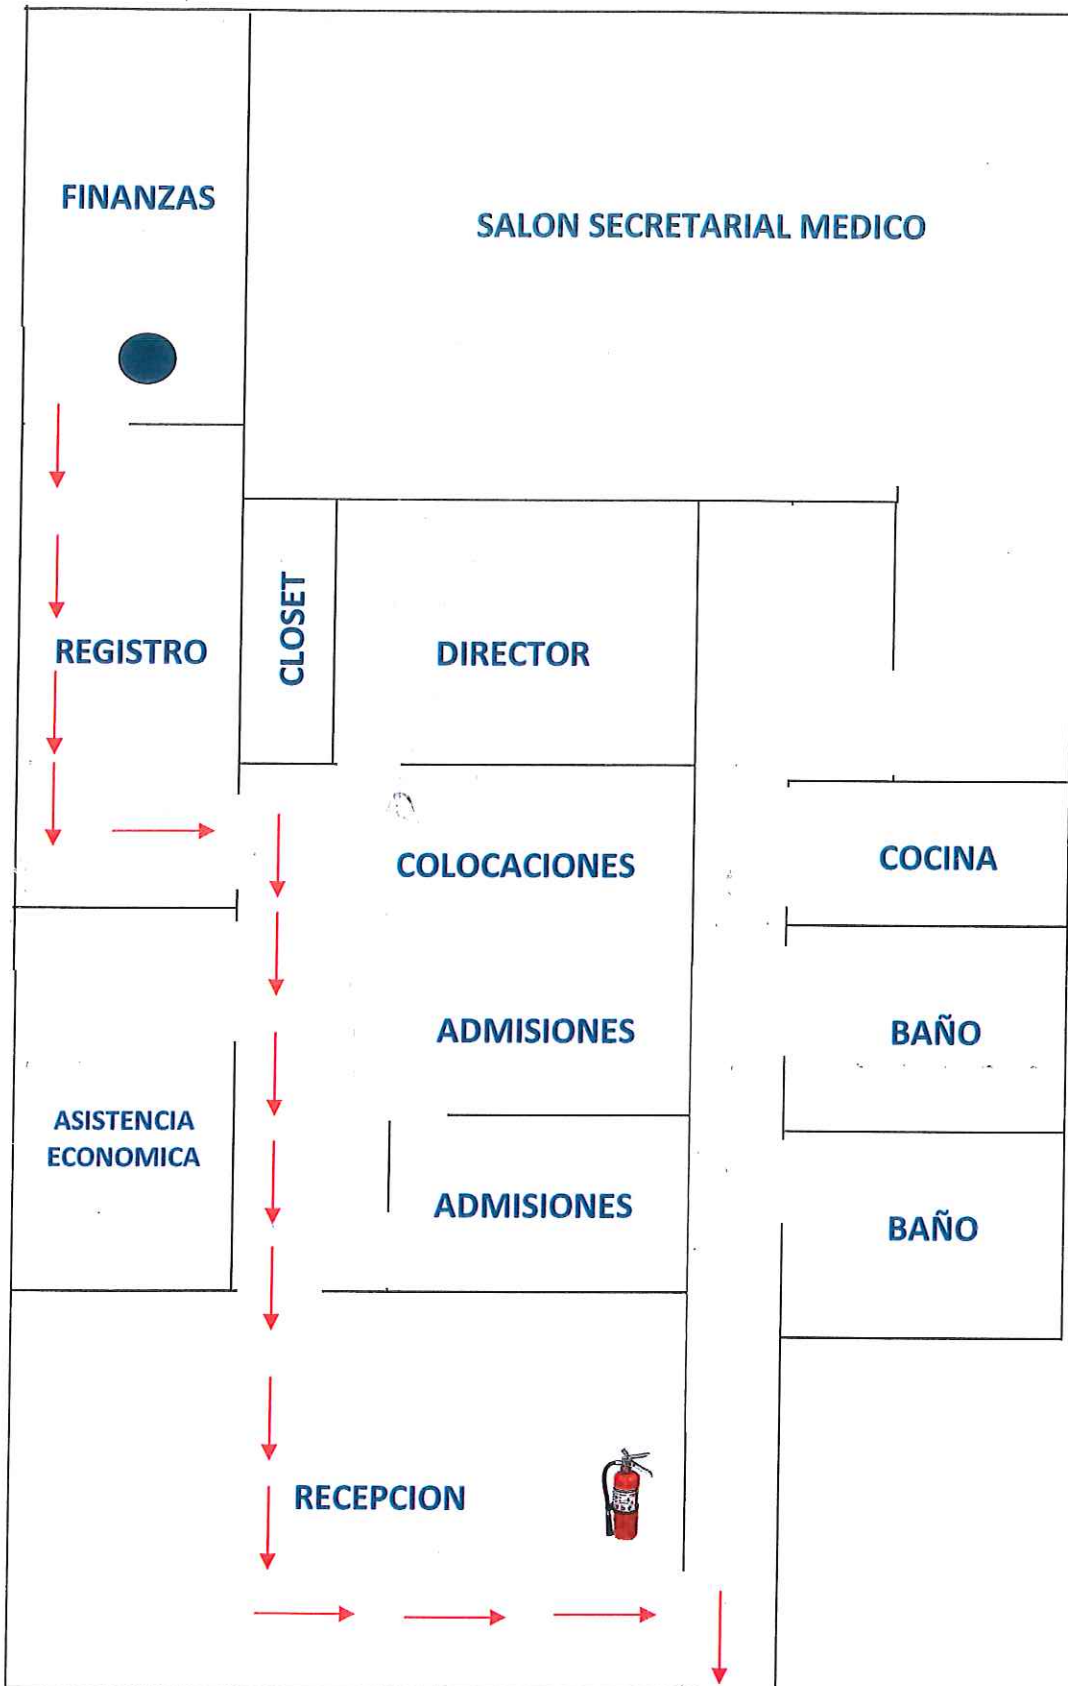 FINANZAS
SALON SECRETARIAL MEDICO
REGISTRO
CLOSET
DIRECTOR
COLOCACIONES
COCINA
ADMISIONES
BAÑO
ASISTENCIA
ECONOMICA
ADMISIONES
BAÑO
RECEPCION